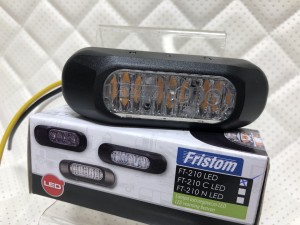 Fristom
FT-210 LED
FT-210 C LED
FT-210 N LED
LED